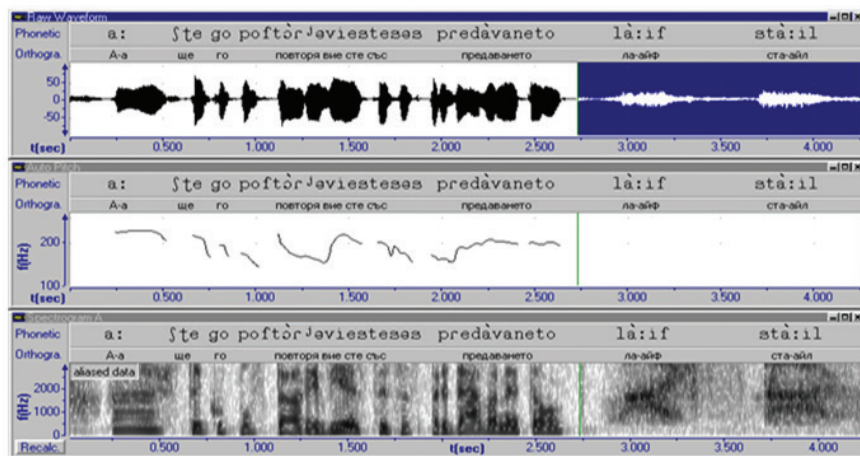 Raw Waveform
Phonetic a: ʃte go poftòrʲəviestesəs predàvaneto là:if stà:il
Orthogra. А-а ще го повторя вие сте със предаването ла-айф ста-айл
50
0
-50
t(sec) 0.500 1.000 1.500 2.000 2.500 3.000 3.500 4.000
Auto Pitch
Phonetic a: ʃte go poftòrʲəviestesəs predàvaneto là:if stà:il
Orthogra. А-а ще го повторя вие сте със предаването ла-айф ста-айл
f(Hz)
200
100
t(sec) 0.500 1.000 1.500 2.000 2.500 3.000 3.500 4.000
Spectrogram A
Phonetic a: ʃte go poftòrʲəviestesəs predàvaneto là:if stà:il
Orthogra. А-а ще го повторя вие сте със предаването ла-айф ста-айл
aliased data
f(Hz)
2000
1000
0
Recalc. 0.500 1.000 1.500 t(sec) 2.500 3.000 3.500 4.000